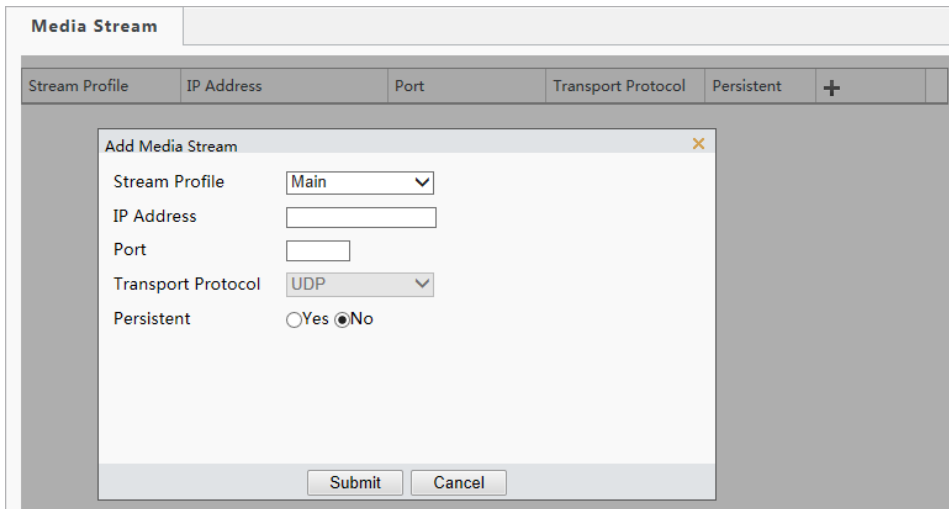 Media Stream
Stream Profile IP Address Port Transport Protocol Persistent +
Add Media Stream ×
Stream Profile Main
IP Address
Port
Transport Protocol UDP
Persistent Yes No
Submit Cancel